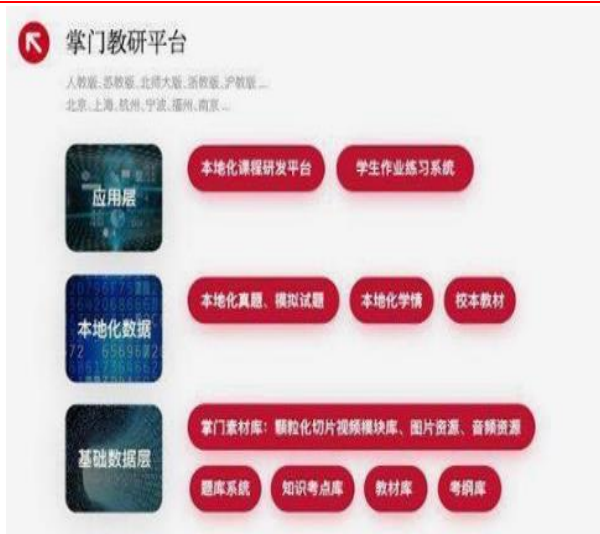 掌门教研平台
人教版、苏教版、北师大版、浙教版、沪教版 ...
北京、上海、杭州、宁波、福州、南京 ...
应用层
本地化课程研发平台
学生作业练习系统
本地化数据
本地化真题、模拟试题
本地化学情
校本教材
基础数据层
掌门素材库：颗粒化切片视频模块库、图片资源、音频资源
题库系统
知识考点库
教材库
考纲库